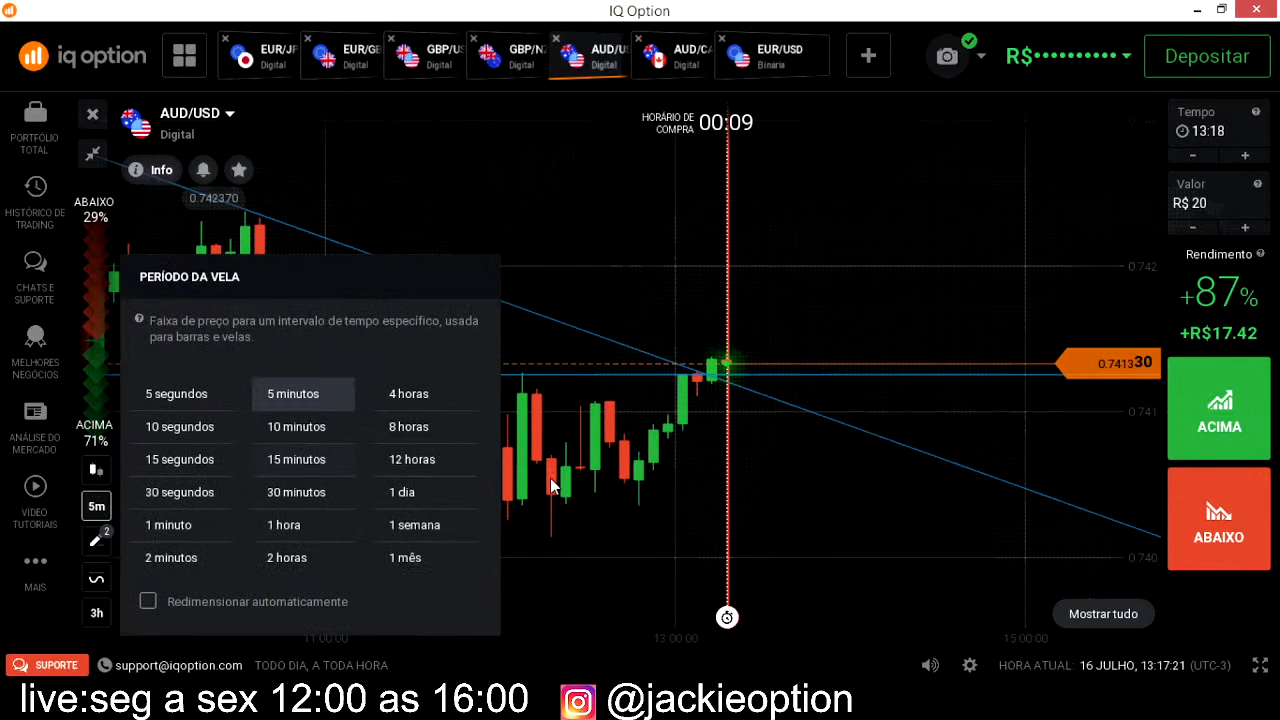 IQ Option
iq option
EUR/JP
Digital
EUR/GB
Digital
GBP/US
Digital
GBP/NZ
Digital
AUD/US
Digital
AUD/CA
Digital
EUR/USD
Binária
R$••••••••••
Depositar
PORTFÓLIO
TOTAL
HISTÓRICO DE
TRADING
CHATS E
SUPORTE
MELHORES
NEGÓCIOS
ANÁLISE DO
MERCADO
VÍDEO
TUTORIAIS
MAIS
AUD/USD
Digital
Info
0.742370
ABAIXO
29%
ACIMA
71%
5m
2
3h
HORÁRIO DE
COMPRA
00:09
PERÍODO DA VELA
Faixa de preço para um intervalo de tempo específico, usada
para barras e velas.
5 segundos
5 minutos
4 horas
10 segundos
10 minutos
8 horas
15 segundos
15 minutos
12 horas
30 segundos
30 minutos
1 dia
1 minuto
1 hora
1 semana
2 minutos
2 horas
1 mês
Redimensionar automaticamente
0.742
0.741330
0.741
0.740
11:00:00
13:00:00
15:00:00
Mostrar tudo
Tempo
13:18
Valor
R$ 20
Rendimento
+87%
+R$17.42
ACIMA
ABAIXO
SUPORTE
support@iqoption.com
TODO DIA, A TODA HORA
HORA ATUAL: 16 JULHO, 13:17:21 (UTC-3)
live:seg a sex 12:00 as 16:00
@jackieoption